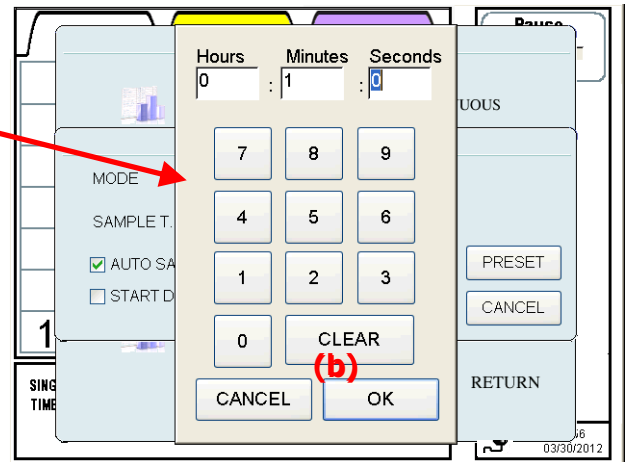 Pause
Hours Minutes Seconds
0 : 1 : 0
UOUS
7 8 9
MODE
4 5 6
SAMPLE T.
AUTO SA
PRESET
1 2 3
START D
CANCEL
1
0 CLEAR
(b)
SING
TIME
CANCEL OK
RETURN
03/30/2012